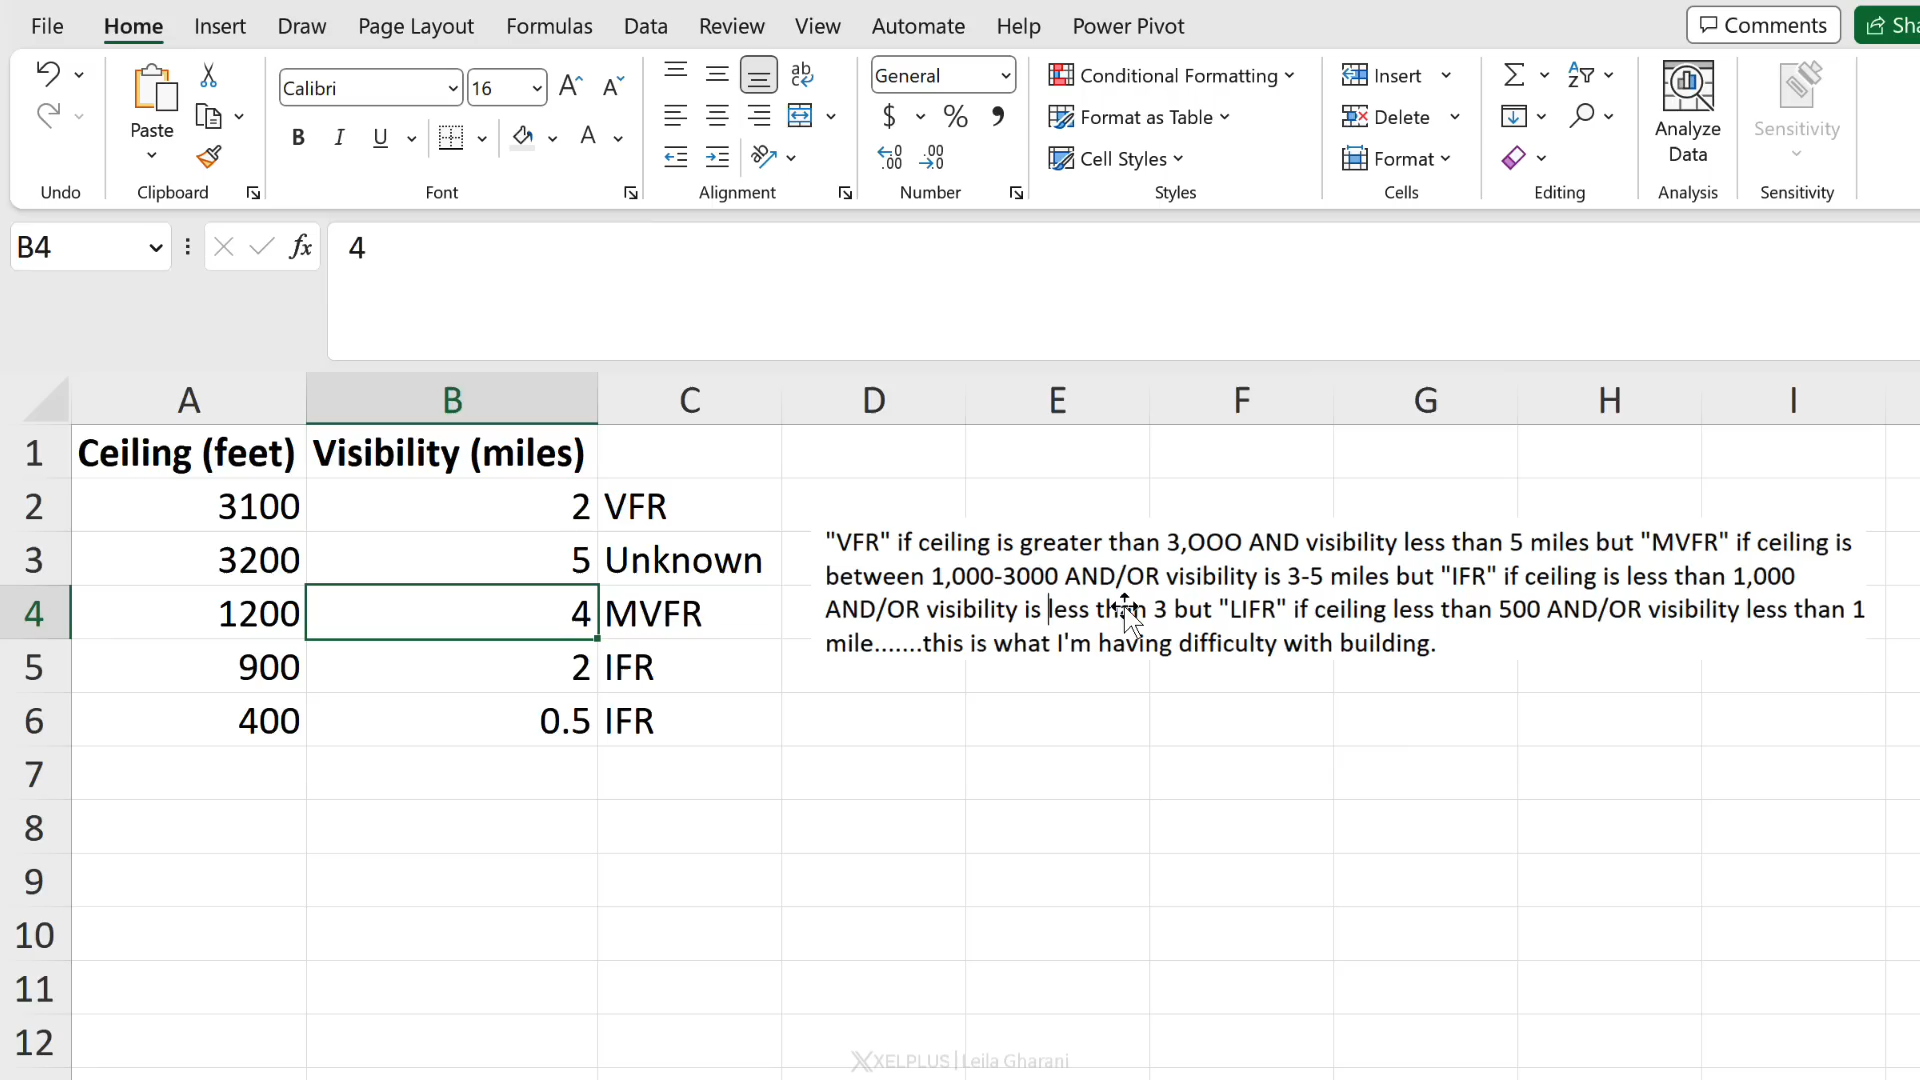 File Home Insert Draw Page Layout Formulas Data Review View Automate Help Power Pivot Comments Sha
Calibri 16 General Conditional Formatting Insert
Paste B I U A $ % Format as Table Delete Analyze Data Sensitivity
Cell Styles Format
Undo Clipboard Font Alignment Number Styles Cells Editing Analysis Sensitivity
B4 fx 4
A B C D E F G H I
1 Ceiling (feet) Visibility (miles)
2 3100 2 VFR
3 3200 5 Unknown
4 1200 4 MVFR
5 900 2 IFR
6 400 0.5 IFR
7
8
9
10
11
12
"VFR" if ceiling is greater than 3,OOO AND visibility less than 5 miles but "MVFR" if ceiling is
between 1,000-3000 AND/OR visibility is 3-5 miles but "IFR" if ceiling is less than 1,000
AND/OR visibility is less than 3 but "LIFR" if ceiling less than 500 AND/OR visibility less than 1
mile.......this is what I'm having difficulty with building.
XELPLUS | Leila Gharani